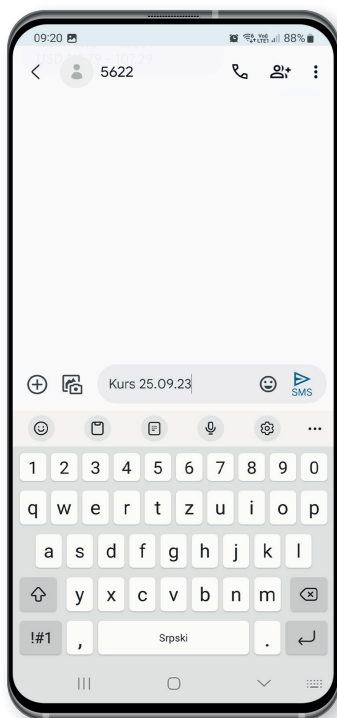 09:20 88%
5622
Kurs 25.09.23
SMS
1 2 3 4 5 6 7 8 9 0
q w e r t z u i o p
a s d f g h j k l
y x c v b n m
!#1 , Srpski .